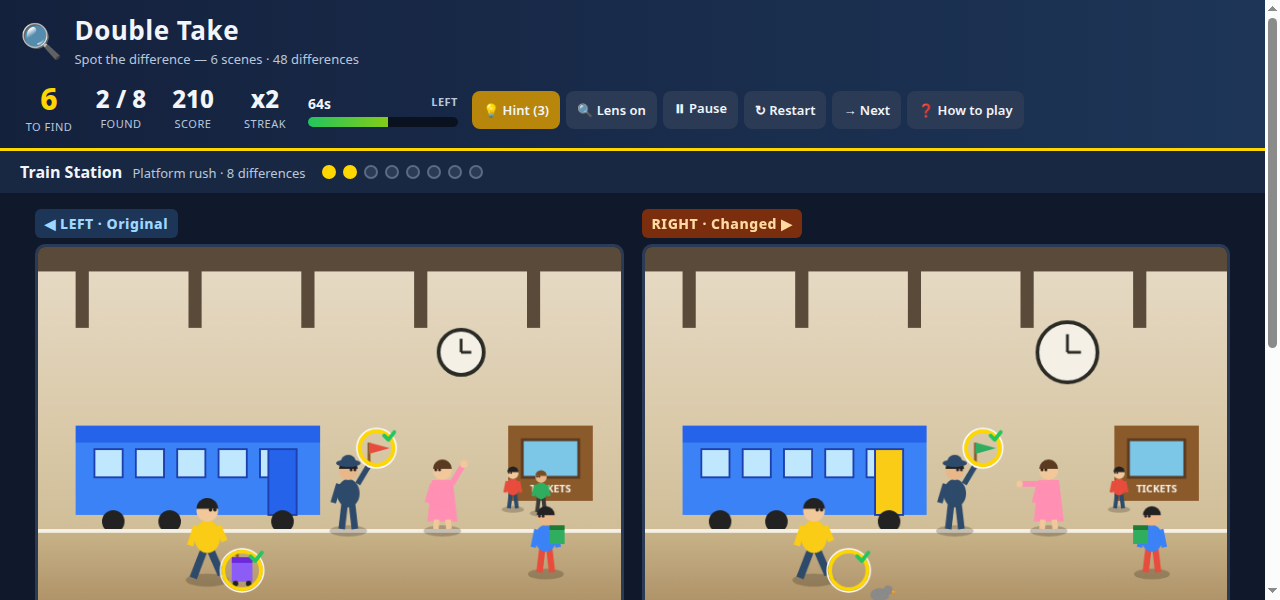 Double Take
Spot the difference — 6 scenes · 48 differences
6
TO FIND
2 / 8
FOUND
210
SCORE
x2
STREAK
64s
LEFT
💡 Hint (3)
🔍 Lens on
⏸ Pause
↻ Restart
→ Next
❓ How to play
Train Station
Platform rush · 8 differences
◀ LEFT · Original
RIGHT · Changed ▶
TICKETS